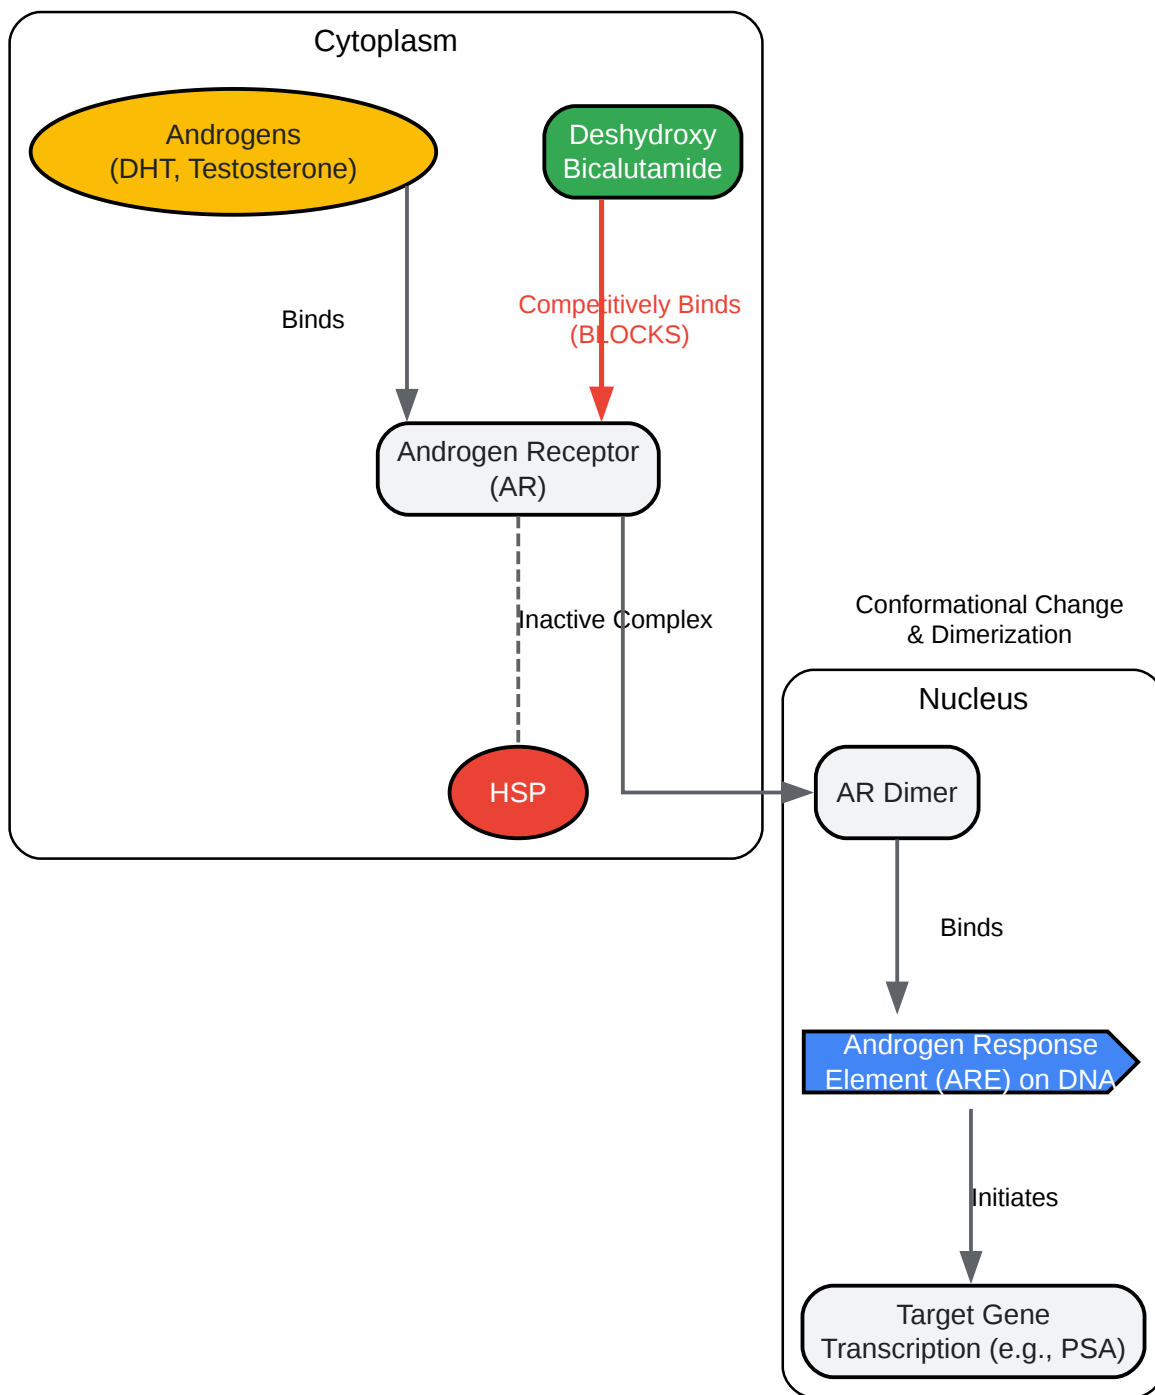 Cytoplasm
Androgens
(DHT, Testosterone)
Deshydroxy
Bicalutamide
Binds
Competitively Binds
(BLOCKS)
Androgen Receptor
(AR)
Inactive Complex
HSP
Conformational Change
& Dimerization
Nucleus
AR Dimer
Binds
Androgen Response
Element (ARE) on DNA
Initiates
Target Gene
Transcription (e.g., PSA)